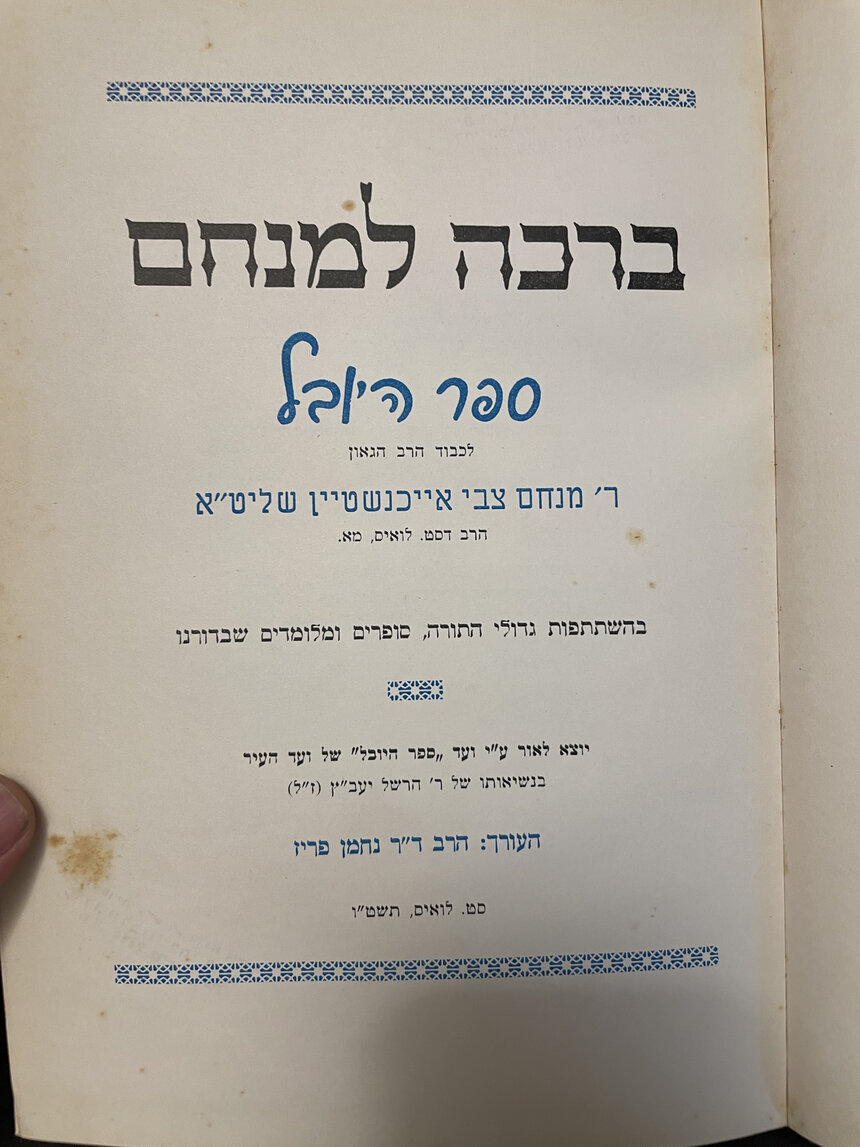 ברכה למנחם
ספר היובל
לכבוד הרב הגאון
ר׳ מנחם צבי אייכנשטיין שליט״א
הרב דסט. לואיס, מא.
בהשתתפות גדולי התורה, סופרים ומלומדים שבדורנו
יוצא לאור ע״י ועד „ספר היובל״ של ועד העיר
בנשיאותו של ר׳ הרשל יעב״ץ (ז״ל)
העורך: הרב ד״ר נחמן פריז
סט. לואיס, תשט״ו